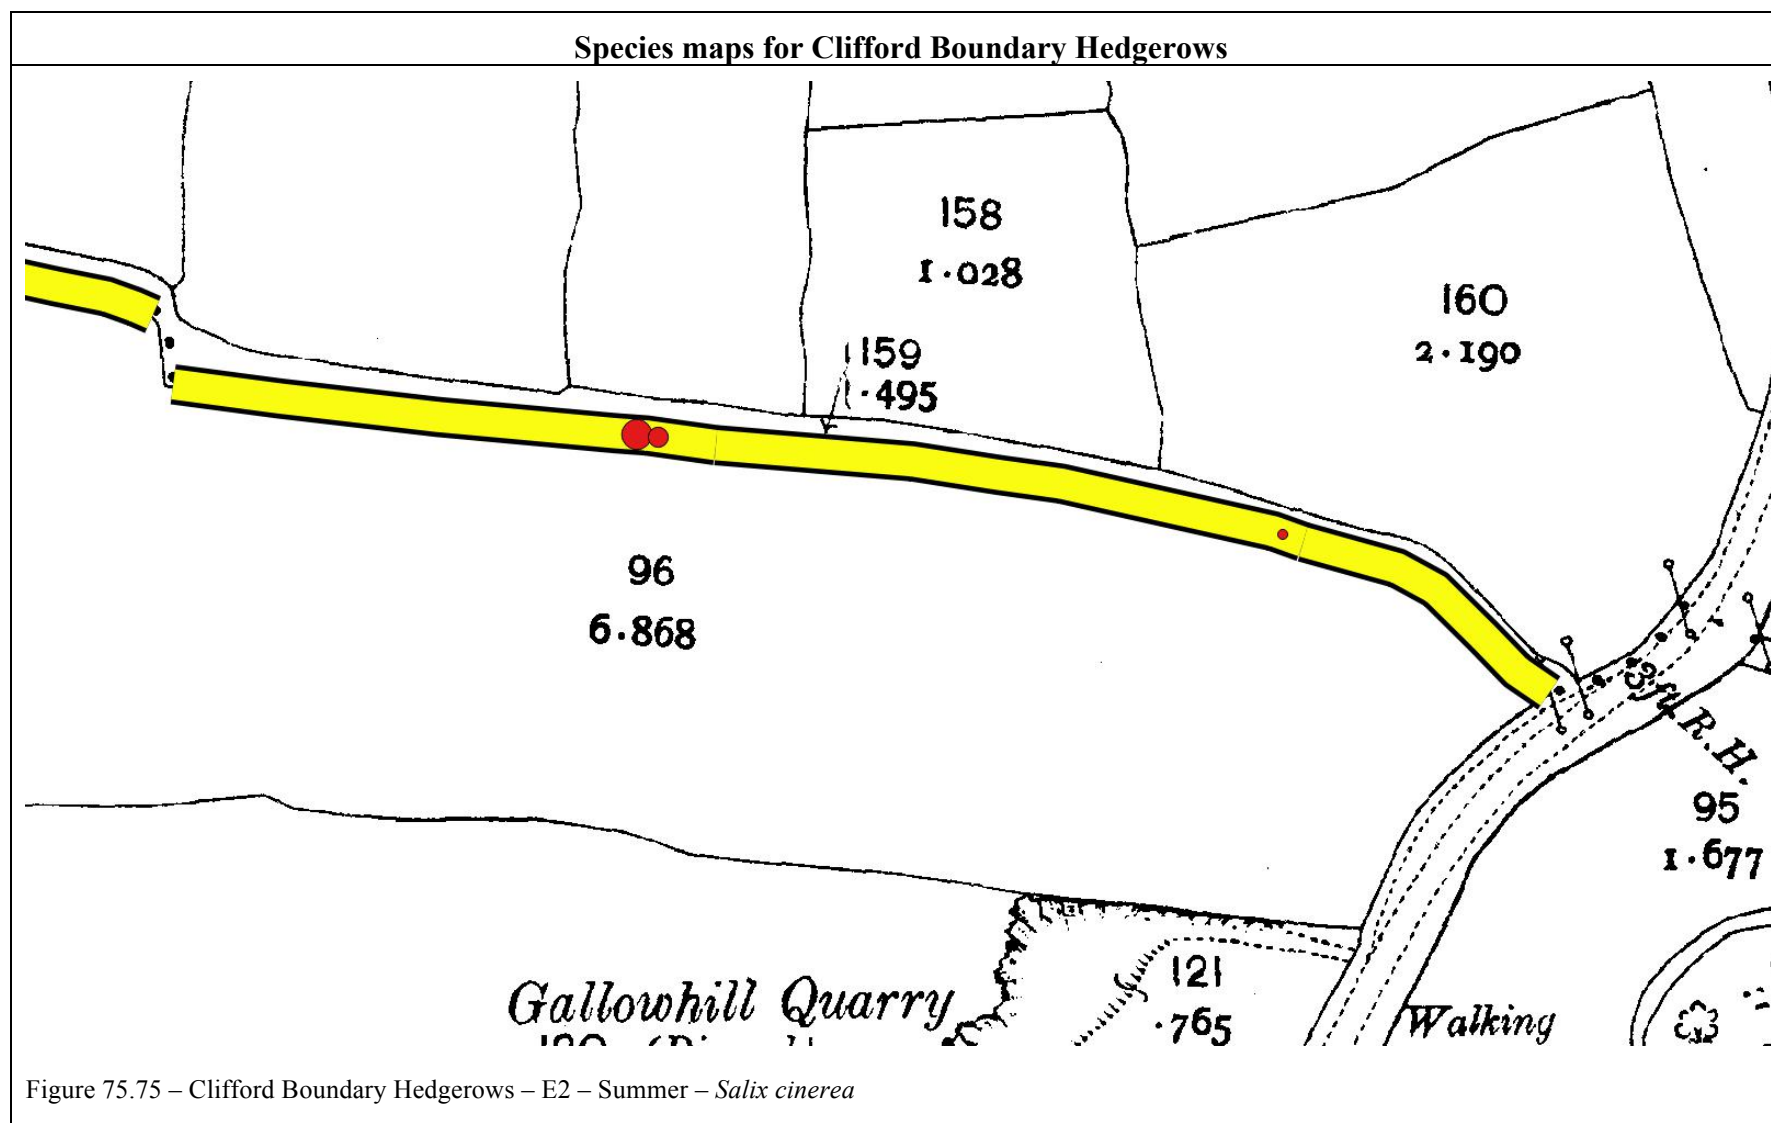 Species maps for Clifford Boundary Hedgerows
158
1.028
160
2.190
159
.495
96
6.868
3ft R.H.
95
1.677
121
.765
Gallowhill Quarry
Walking
Figure 75.75 – Clifford Boundary Hedgerows – E2 – Summer – Salix cinerea